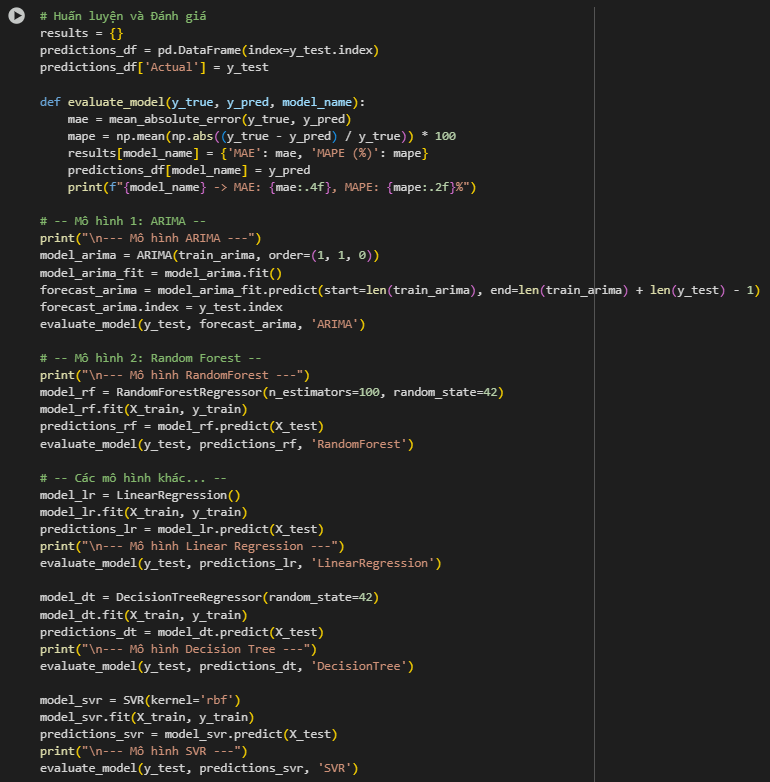 # Huấn luyện và Đánh giá
results = {}
predictions_df = pd.DataFrame(index=y_test.index)
predictions_df['Actual'] = y_test

def evaluate_model(y_true, y_pred, model_name):
    mae = mean_absolute_error(y_true, y_pred)
    mape = np.mean(np.abs((y_true - y_pred) / y_true)) * 100
    results[model_name] = {'MAE': mae, 'MAPE (%)': mape}
    predictions_df[model_name] = y_pred
    print(f"{model_name} -> MAE: {mae:.4f}, MAPE: {mape:.2f}%")

# -- Mô hình 1: ARIMA --
print("\n--- Mô hình ARIMA ---")
model_arima = ARIMA(train_arima, order=(1, 1, 0))
model_arima_fit = model_arima.fit()
forecast_arima = model_arima_fit.predict(start=len(train_arima), end=len(train_arima) + len(y_test) - 1)
forecast_arima.index = y_test.index
evaluate_model(y_test, forecast_arima, 'ARIMA')

# -- Mô hình 2: Random Forest --
print("\n--- Mô hình RandomForest ---")
model_rf = RandomForestRegressor(n_estimators=100, random_state=42)
model_rf.fit(X_train, y_train)
predictions_rf = model_rf.predict(X_test)
evaluate_model(y_test, predictions_rf, 'RandomForest')

# -- Các mô hình khác... --
model_lr = LinearRegression()
model_lr.fit(X_train, y_train)
predictions_lr = model_lr.predict(X_test)
print("\n--- Mô hình Linear Regression ---")
evaluate_model(y_test, predictions_lr, 'LinearRegression')

model_dt = DecisionTreeRegressor(random_state=42)
model_dt.fit(X_train, y_train)
predictions_dt = model_dt.predict(X_test)
print("\n--- Mô hình Decision Tree ---")
evaluate_model(y_test, predictions_dt, 'DecisionTree')

model_svr = SVR(kernel='rbf')
model_svr.fit(X_train, y_train)
predictions_svr = model_svr.predict(X_test)
print("\n--- Mô hình SVR ---")
evaluate_model(y_test, predictions_svr, 'SVR')